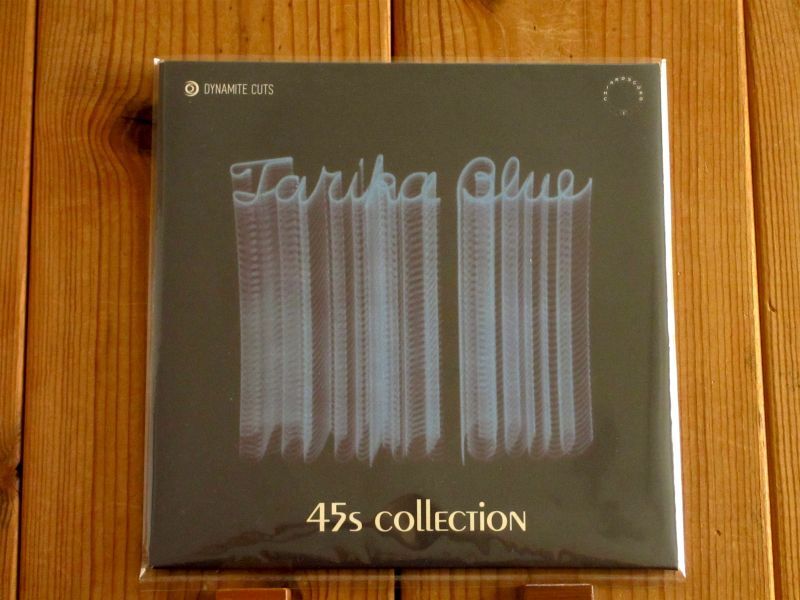 DYNAMITE CUTS
Tarika Blue
45s collection